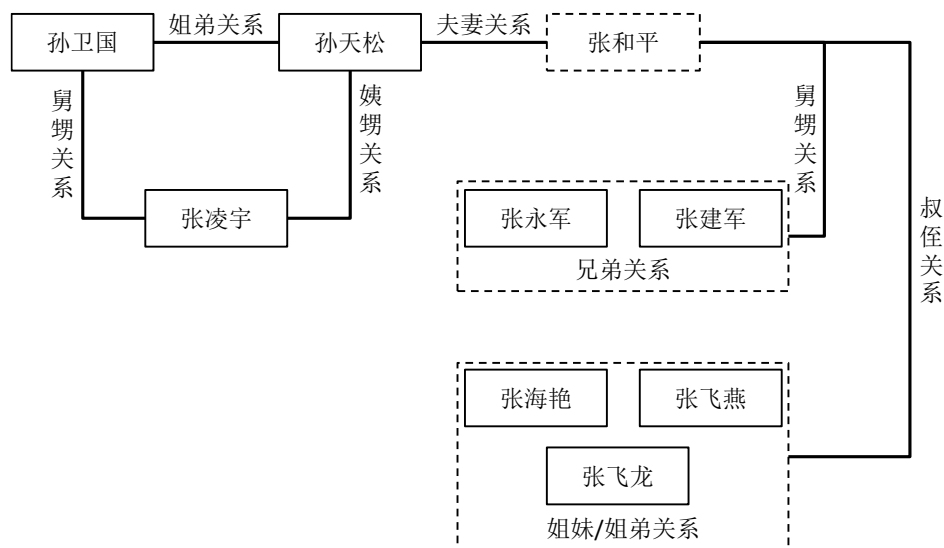 孙卫国
姐弟关系
孙天松
夫妻关系
张和平
舅甥关系
姨甥关系
舅甥关系
叔侄关系
张凌宇
张永军
张建军
兄弟关系
张海艳
张飞燕
张飞龙
姐妹/姐弟关系